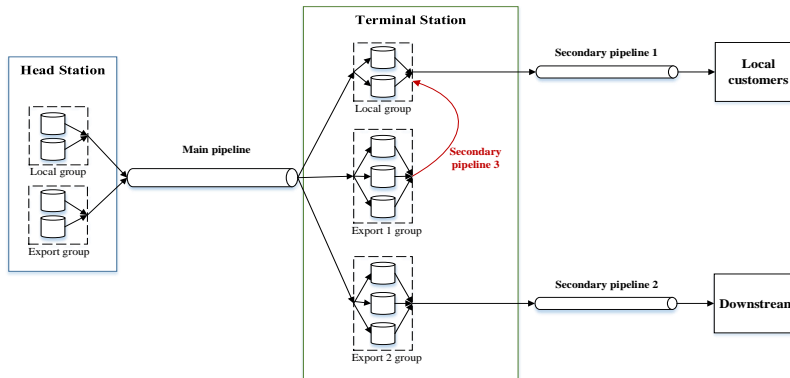 Terminal Station
Head Station
Local group
Export group
Main pipeline
Local group
Secondary
pipeline 3
Export 1 group
Export 2 group
Secondary pipeline 1
Local
customers
Secondary pipeline 2
Downstream